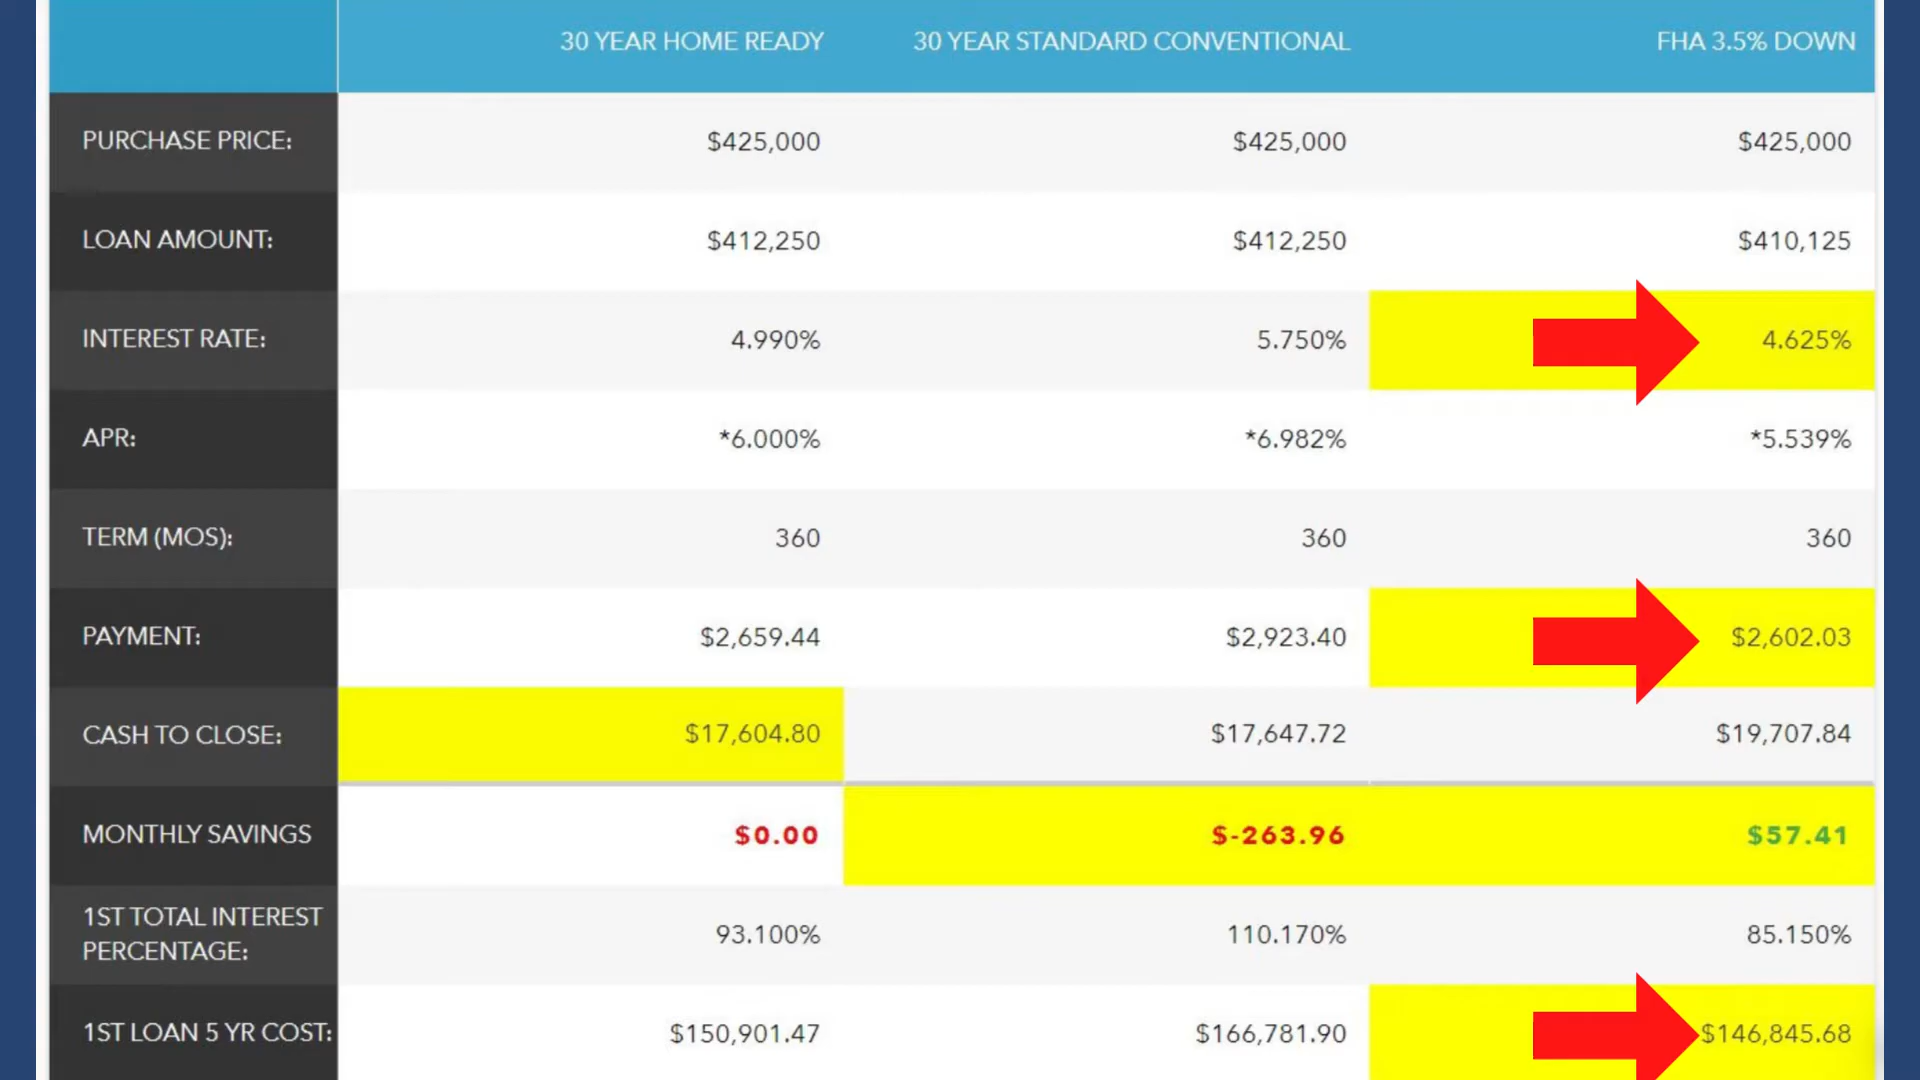 30 YEAR HOME READY 30 YEAR STANDARD CONVENTIONAL FHA 3.5% DOWN
PURCHASE PRICE: $425,000 $425,000 $425,000
LOAN AMOUNT: $412,250 $412,250 $410,125
INTEREST RATE: 4.990% 5.750% 4.625%
APR: *6.000% *6.982% *5.539%
TERM (MOS): 360 360 360
PAYMENT: $2,659.44 $2,923.40 $2,602.03
CASH TO CLOSE: $17,604.80 $17,647.72 $19,707.84
MONTHLY SAVINGS $0.00 $-263.96 $57.41
1ST TOTAL INTEREST
PERCENTAGE: 93.100% 110.170% 85.150%
1ST LOAN 5 YR COST: $150,901.47 $166,781.90 $146,845.68